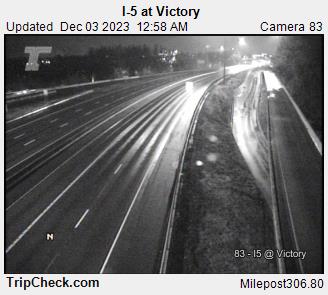 I-5 at Victory
Updated Dec 03 2023 12:58 AM Camera 83
T
N
83 - I5 @ Victory
TripCheck.com Milepost306.80